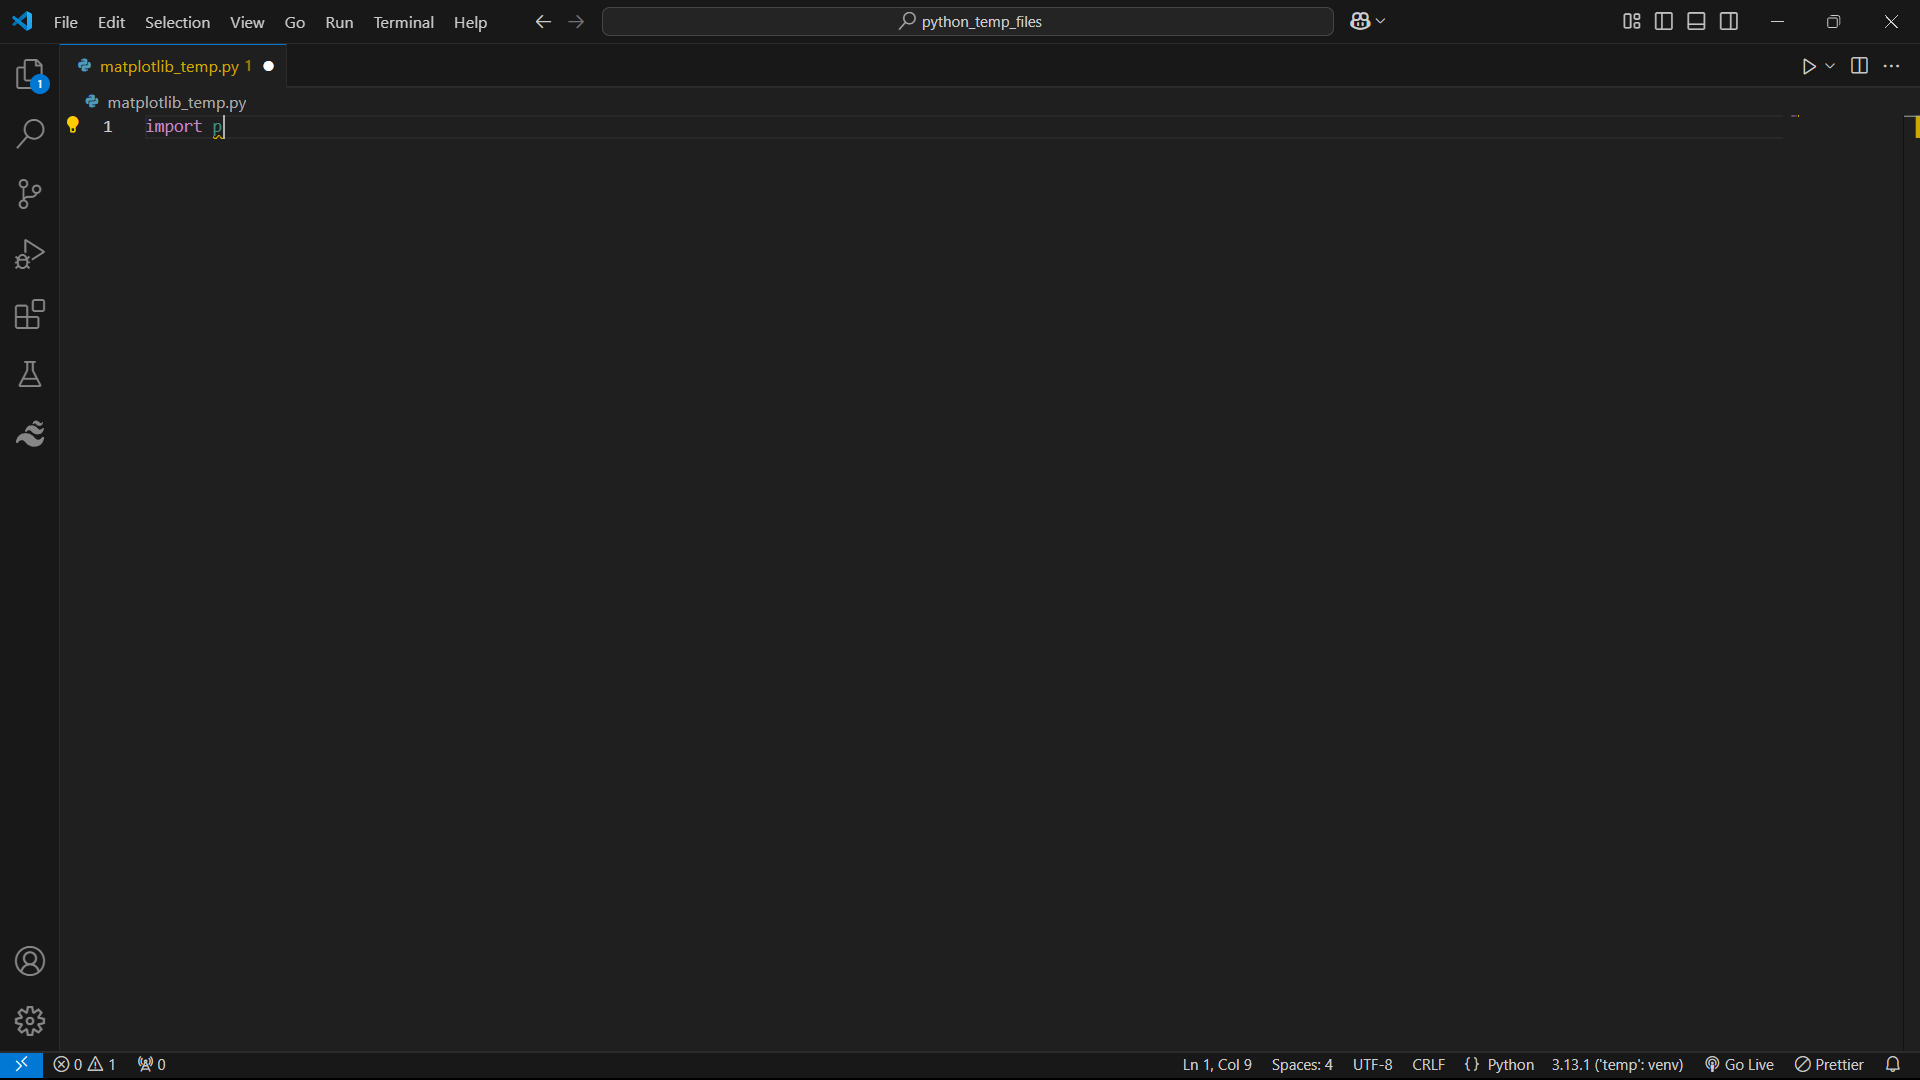 File Edit Selection View Go Run Terminal Help python_temp_files
matplotlib_temp.py 1
1
matplotlib_temp.py
1 import p
0 1 0 Ln 1, Col 9 Spaces: 4 UTF-8 CRLF {} Python 3.13.1 ('temp': venv) Go Live Prettier